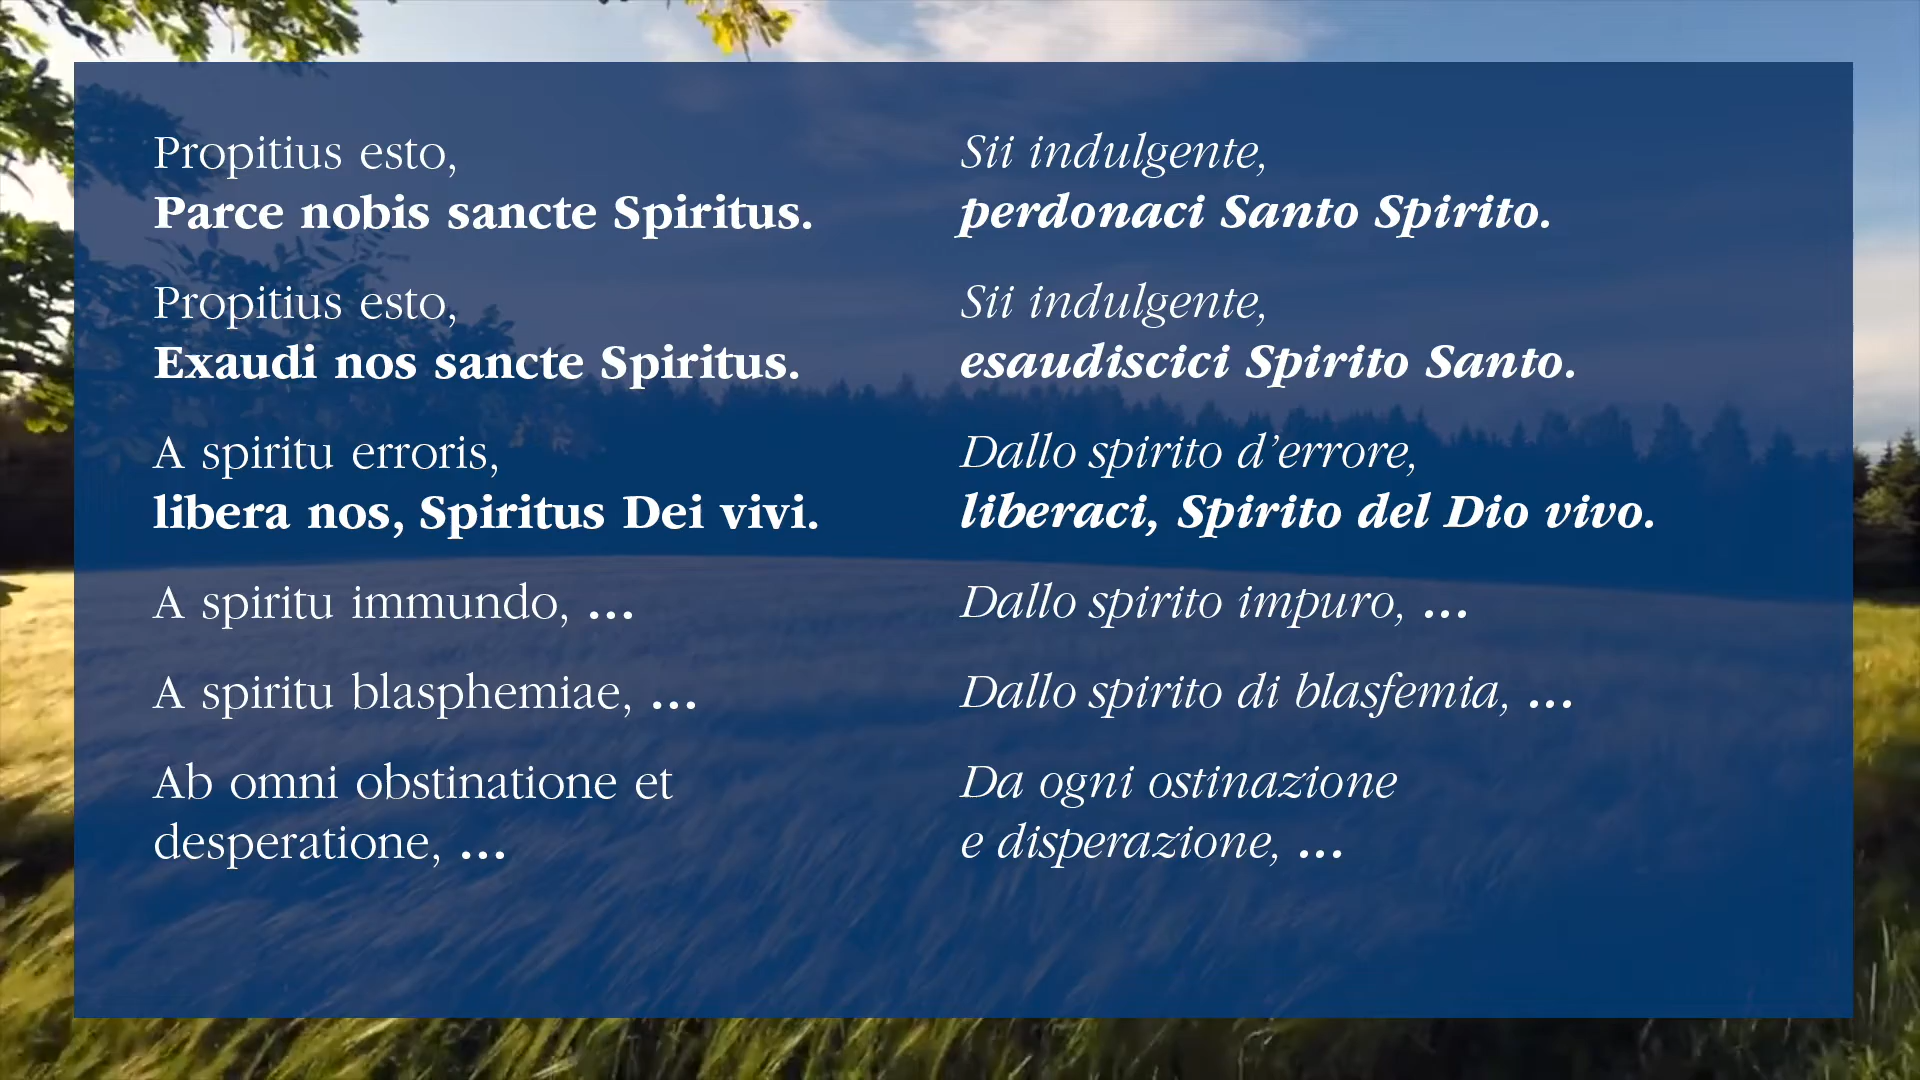 Propitius esto,
Parce nobis sancte Spiritus.
Propitius esto,
Exaudi nos sancte Spiritus.
A spiritu erroris,
libera nos, Spiritus Dei vivi.
A spiritu immundo, ...
A spiritu blasphemiae, ...
Ab omni obstinatione et
desperatione, ...
Sii indulgente,
perdonaci Santo Spirito.
Sii indulgente,
esaudiscici Spirito Santo.
Dallo spirito d’errore,
liberaci, Spirito del Dio vivo.
Dallo spirito impuro, ...
Dallo spirito di blasfemia, ...
Da ogni ostinazione
e disperazione, ...